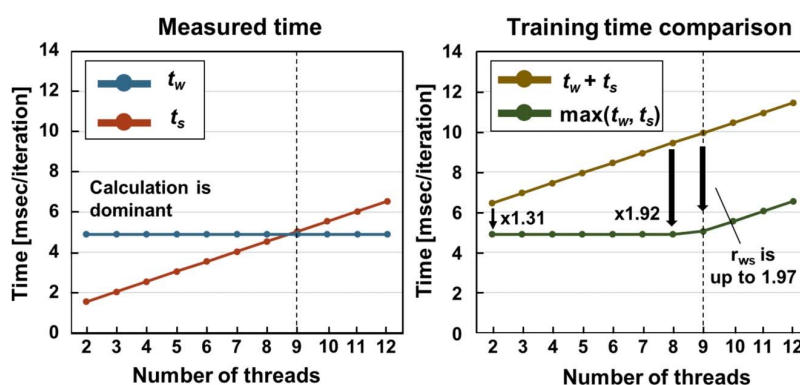 Measured time
14
12
10
8
6
4
2
0
Time [msec/iteration]
t_w
t_s
Calculation is
dominant
2 3 4 5 6 7 8 9 10 11 12
Number of threads
Training time comparison
14
12
10
8
6
4
2
0
Time [msec/iteration]
t_w + t_s
max(t_w, t_s)
x1.31
x1.92
r_ws is
up to 1.97
2 3 4 5 6 7 8 9 10 11 12
Number of threads